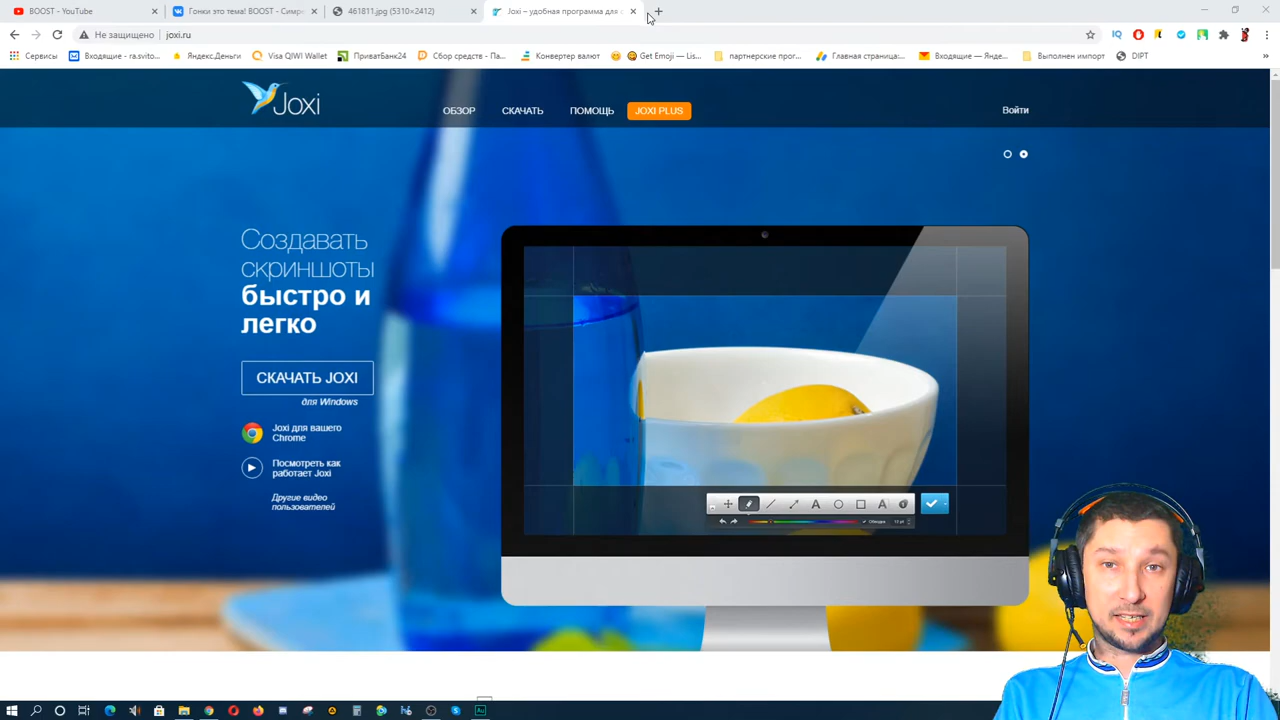 BOOST - YouTube
Гонки это тема! BOOST - Симрe
461811.jpg (5310×2412)
Joxi – удобная программа для с
Не защищено
joxi.ru
Сервисы
Входящие - ra.svito...
Яндекс.Деньги
Visa QIWI Wallet
ПриватБанк24
Сбор средств - Па...
Конвертер валют
Get Emoji — Lis...
партнерские прог...
Главная страница:...
Входящие — Янде...
Выполнен импорт
DIPT
Joxi
ОБЗОР
СКАЧАТЬ
ПОМОЩЬ
JOXI PLUS
Войти
Создавать
скриншоты
быстро и
легко
СКАЧАТЬ JOXI
для Windows
Joxi для вашего
Chrome
Посмотреть как
работает Joxi
Другие видео
пользователей
Au